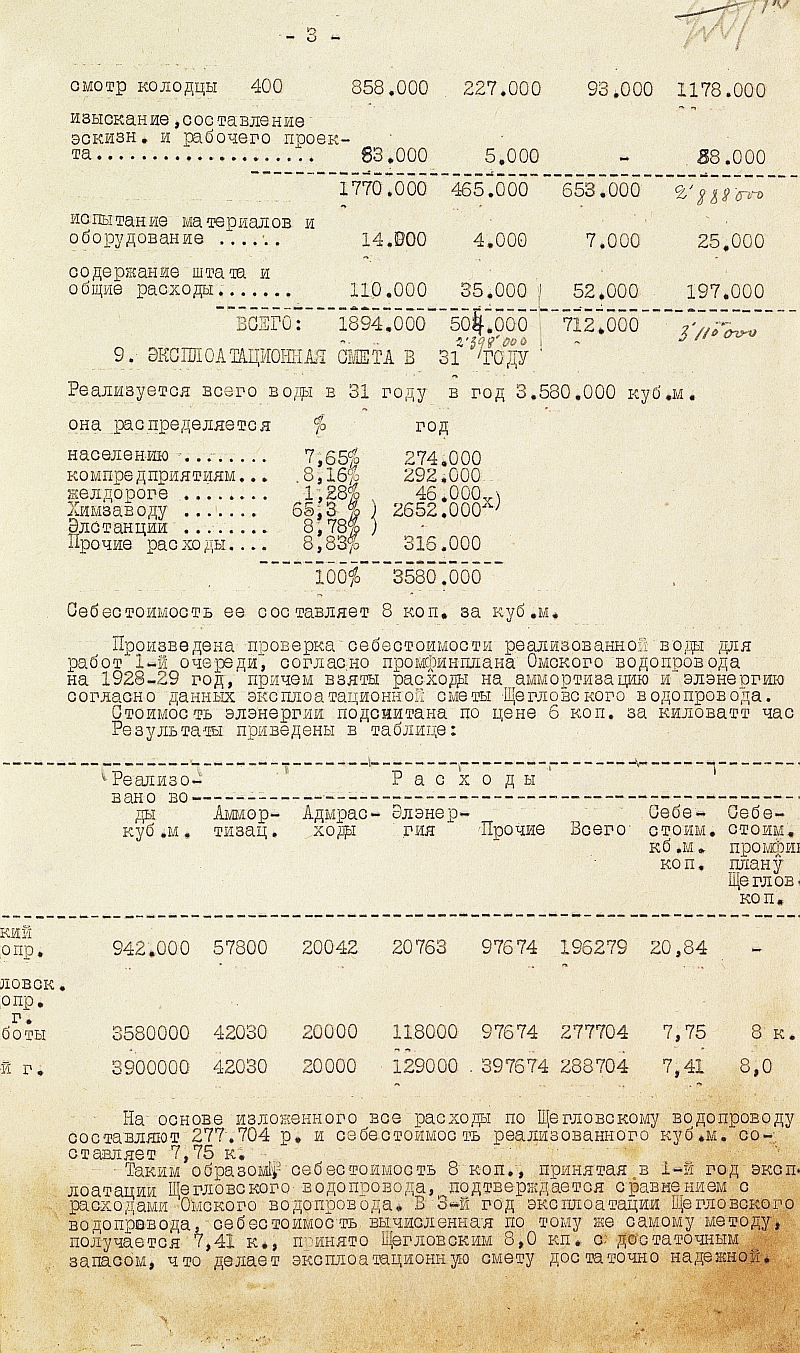 - 3 -
смотр колодцы 400 858.000 227.000 93.000 1178.000
изыскание,составление
эскизн. и рабочего проек-
та.................... 83.000 5.000 - 88.000
1770.000 465.000 653.000 2'888000
испытание материалов и
оборудование ...... 14.000 4.000 7.000 25.000
содержание штата и
общие расходы....... 110.000 35.000 52.000 197.000
ВСЕГО: 1894.000 504.000 712.000 3'110000
2'398'000
9. ЭКСПЛОАТАЦИОННАЯ СМЕТА В 31 ГОДУ
Реализуется всего воды в 31 году в год 3.580.000 куб.м.
она распределяется % год
населению ........ 7,65% 274.000
компредприятиям... 8,16% 292.000
желдороге ........ 1,28% 46.000
Химзаводу ....... 65,3 % ) 2652.000х)
Элстанции ........ 8,78% )
Прочие расходы.... 8,83% 316.000
100% 3580.000
Себестоимость ее составляет 8 коп. за куб.м.
Произведена проверка себестоимости реализованной воды для
работ 1-й очереди, согласно промфинплана Омского водопровода
на 1928-29 год, причем взяты расходы на аммортизацию и элэнергию
согласно данных эксплоатационной сметы Щегловского водопровода.
Стоимость элэнергии подсчитана по цене 6 коп. за киловатт час
Результаты приведены в таблице:
Реализо- Р а с х о д ы
вано во-
ды Аммор- Адмрас- Элэнер- Себе- Себе-
куб.м. тизац. ходы гия Прочие Всего стоим. стоим.
кб.м. промфин
коп. плану
Щеглов.
коп.
кий
опр. 942.000 57800 20042 20763 97674 196279 20,84 -
ловск.
опр.
г.
боты 3580000 42030 20000 118000 97674 277704 7,75 8 к.
й г. 3900000 42030 20000 129000 . 397674 288704 7,41 8,0
На основе изложенного все расходы по Щегловскому водопроводу
составляют 277.704 р. и себестоимость реализованного куб.м. со-
ставляет 7,75 к.
Таким образом, себестоимость 8 коп., принятая в 1-й год эксп-
лоатации Щегловского водопровода, подтверждается сравнением с
расходами Омского водопровода. В 3-й год эксплоатации Щегловского
водопровода, себестоимость вычисленная по тому же самому методу,
получается 7,41 к., принято Щегловским 8,0 кп. с достаточным
запасом, что делает эксплоатационную смету достаточно надежной.